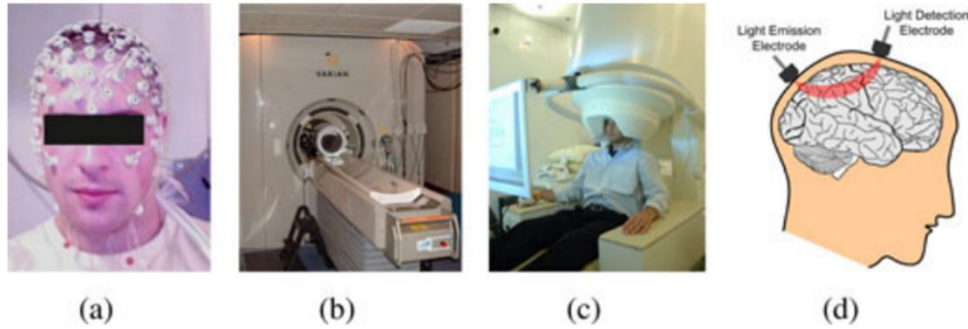 Light Detection
Electrode
Light Emission
Electrode
VARIAN
(a)
(b)
(c)
(d)